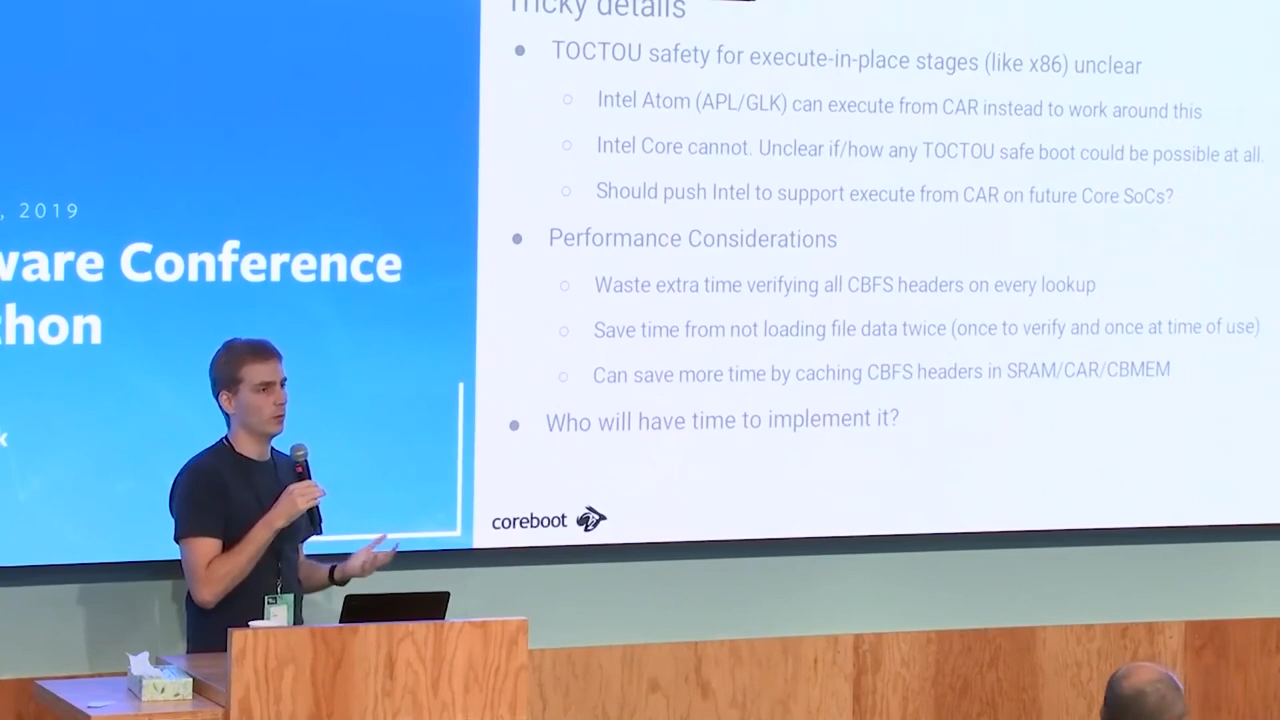 , 2019
ware Conference
thon
k
Tricky details
TOCTOU safety for execute-in-place stages (like x86) unclear
Intel Atom (APL/GLK) can execute from CAR instead to work around this
Intel Core cannot. Unclear if/how any TOCTOU safe boot could be possible at all.
Should push Intel to support execute from CAR on future Core SoCs?
Performance Considerations
Waste extra time verifying all CBFS headers on every lookup
Save time from not loading file data twice (once to verify and once at time of use)
Can save more time by caching CBFS headers in SRAM/CAR/CBMEM
Who will have time to implement it?
coreboot